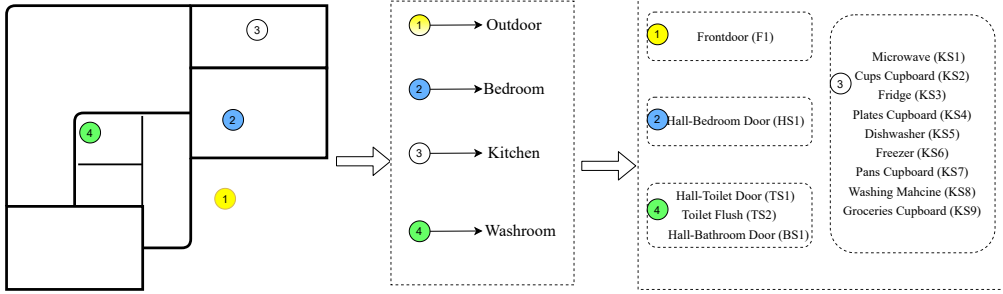 3
2
4
1
1
Outdoor
2
Bedroom
3
Kitchen
4
Washroom
1
Frontdoor (F1)
2
Hall-Bedroom Door (HS1)
4
Hall-Toilet Door (TS1)
Toilet Flush (TS2)
Hall-Bathroom Door (BS1)
3
Microwave (KS1)
Cups Cupboard (KS2)
Fridge (KS3)
Plates Cupboard (KS4)
Dishwasher (KS5)
Freezer (KS6)
Pans Cupboard (KS7)
Washing Mahcine (KS8)
Groceries Cupboard (KS9)